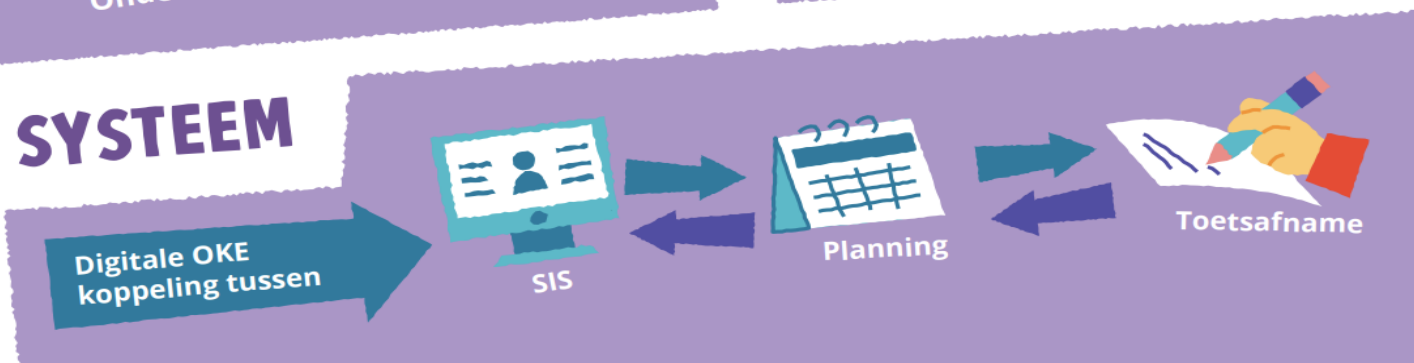 SYSTEEM
Digitale OKE
koppeling tussen
SIS
Planning
Toetsafname